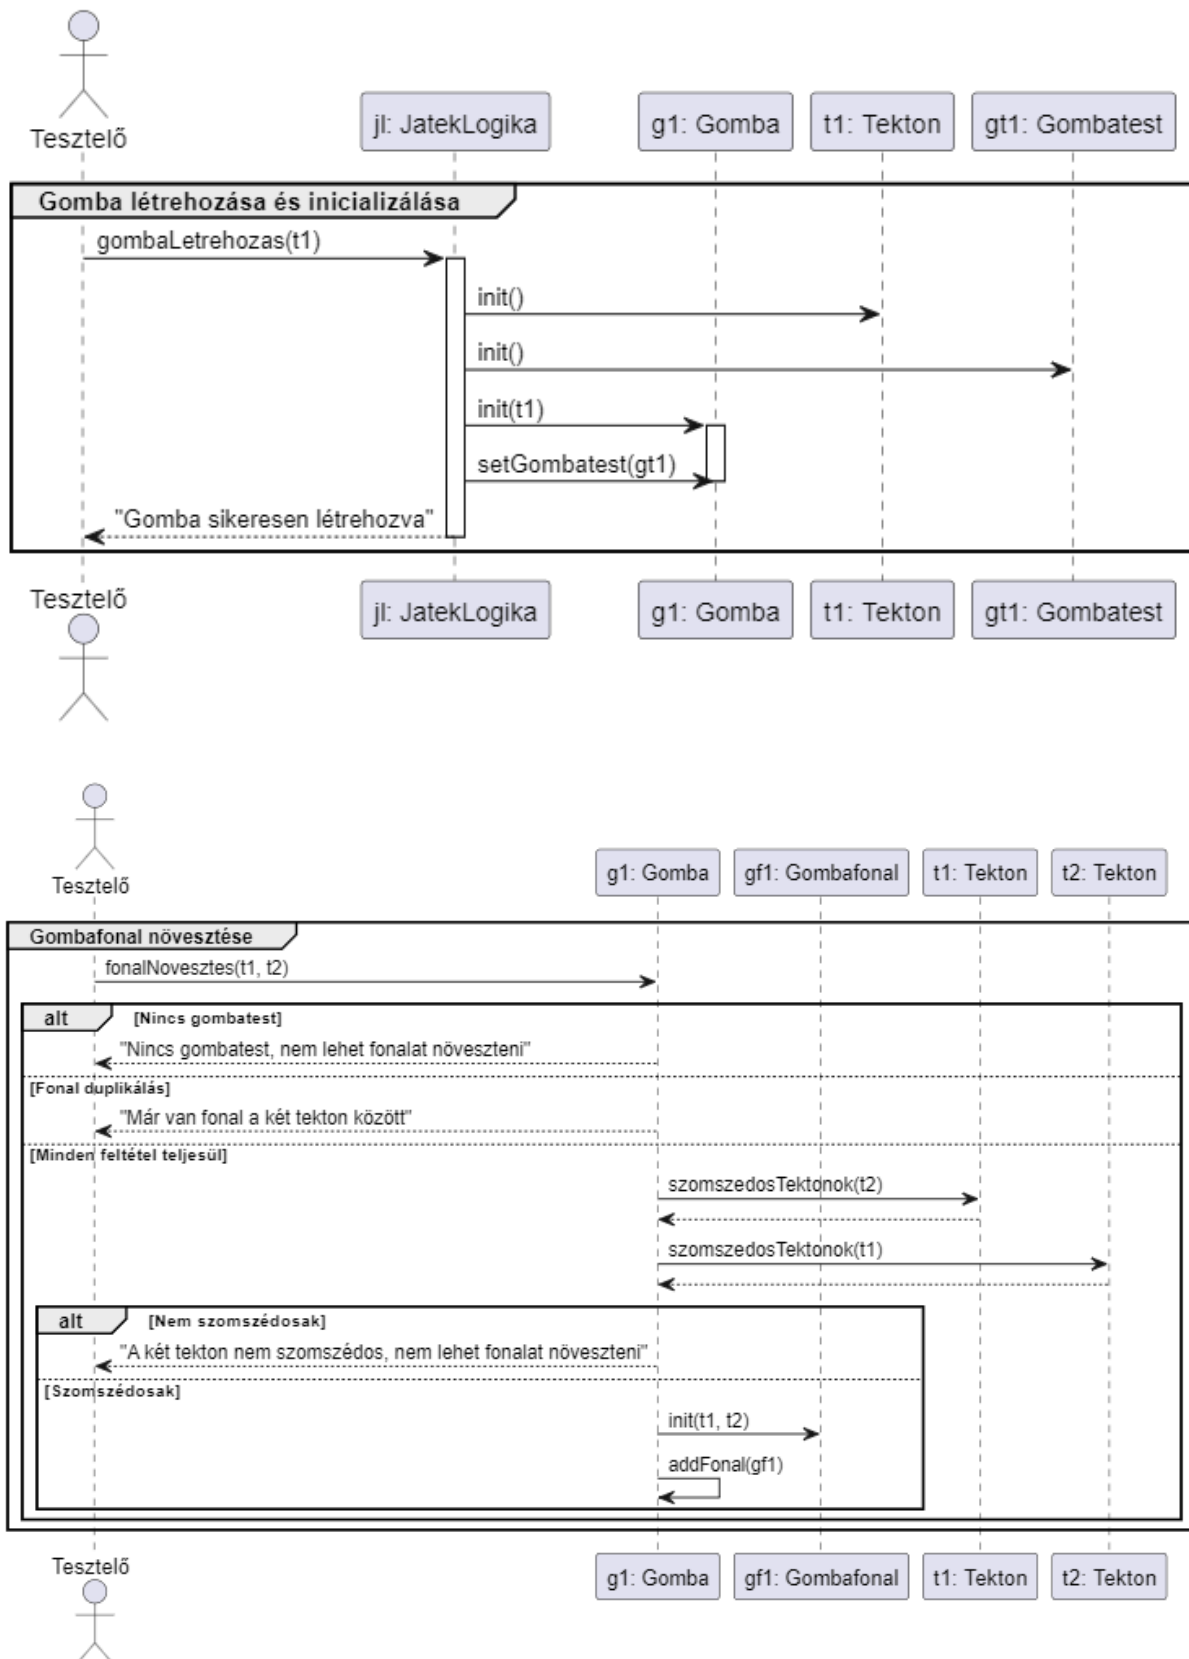 Tesztelő
jl: JatekLogika
g1: Gomba
t1: Tekton
gt1: Gombatest
Gomba létrehozása és inicializálása
gombaLetrehozas(t1)
init()
init()
init(t1)
setGombatest(gt1)
"Gomba sikeresen létrehozva"
Tesztelő
jl: JatekLogika
g1: Gomba
t1: Tekton
gt1: Gombatest
Tesztelő
g1: Gomba
gf1: Gombafonal
t1: Tekton
t2: Tekton
Gombafonal növesztése
fonalNovesztes(t1, t2)
alt
[Nincs gombatest]
"Nincs gombatest, nem lehet fonalat növeszteni"
[Fonal duplikálás]
"Már van fonal a két tekton között"
[Minden feltétel teljesül]
szomszedosTektonok(t2)
szomszedosTektonok(t1)
alt
[Nem szomszédosak]
"A két tekton nem szomszédos, nem lehet fonalat növeszteni"
[Szomszédosak]
init(t1, t2)
addFonal(gf1)
Tesztelő
g1: Gomba
gf1: Gombafonal
t1: Tekton
t2: Tekton